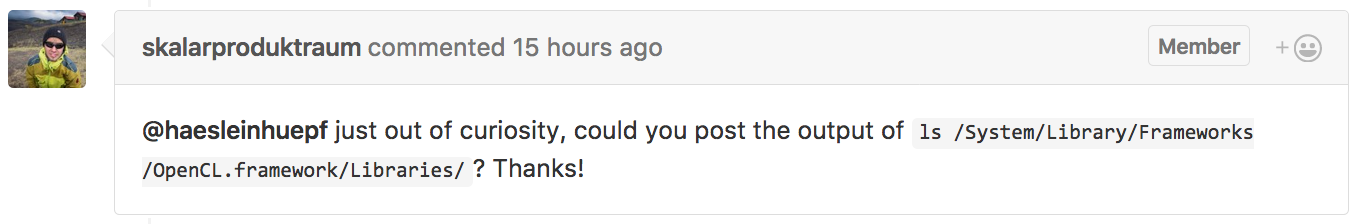 skalarproduktraum commented 15 hours ago Member +
@haesleinhuepf just out of curiosity, could you post the output of ls /System/Library/Frameworks
/OpenCL.framework/Libraries/ ? Thanks!